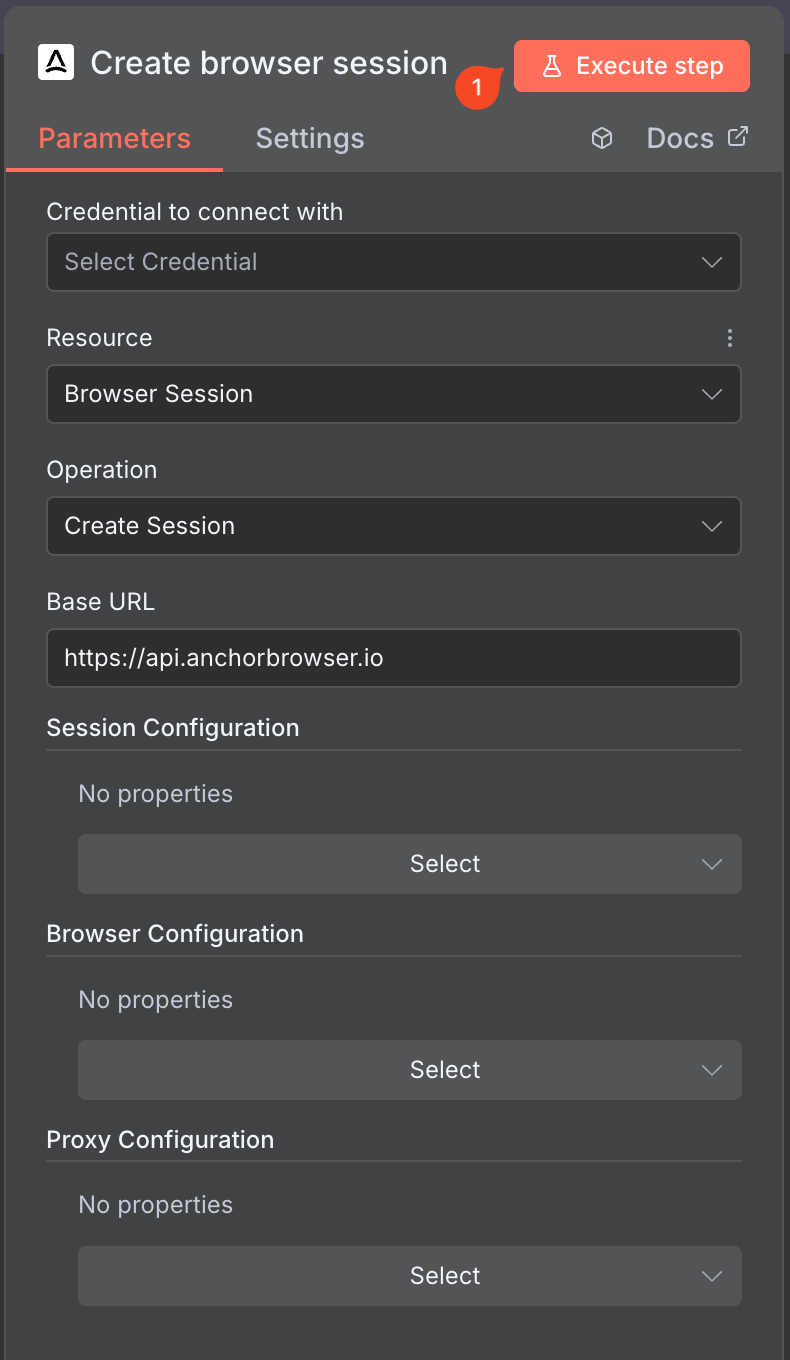 Create browser session
1
Execute step
Parameters
Settings
Docs
Credential to connect with
Select Credential
Resource
Browser Session
Operation
Create Session
Base URL
https://api.anchorbrowser.io
Session Configuration
No properties
Select
Browser Configuration
No properties
Select
Proxy Configuration
No properties
Select